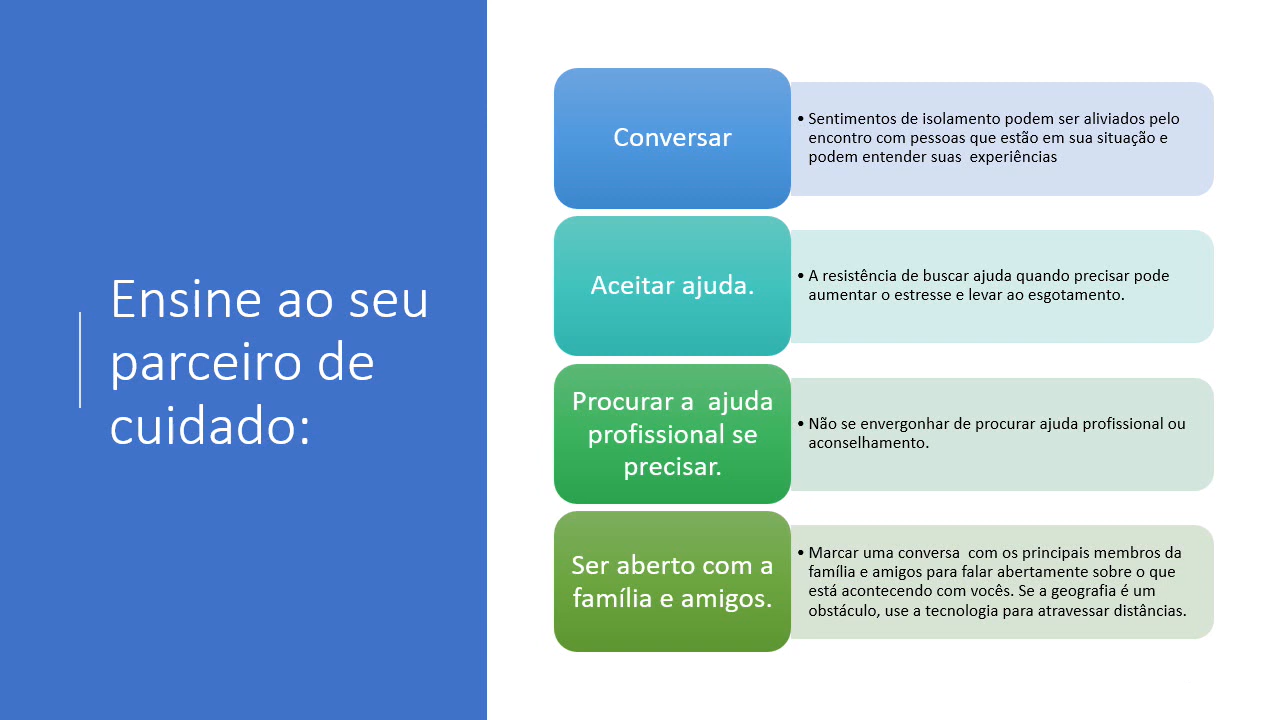 Ensine ao seu
parceiro de
cuidado:
Conversar
• Sentimentos de isolamento podem ser aliviados pelo
encontro com pessoas que estão em sua situação e
podem entender suas  experiências
Aceitar ajuda.
• A resistência de buscar ajuda quando precisar pode
aumentar o estresse e levar ao esgotamento.
Procurar a  ajuda
profissional se
precisar.
• Não se envergonhar de procurar ajuda profissional ou
aconselhamento.
Ser aberto com a
família e amigos.
• Marcar uma conversa  com os principais membros da
família e amigos para falar abertamente sobre o que
está acontecendo com vocês. Se a geografia é um
obstáculo, use a tecnologia para atravessar distâncias.